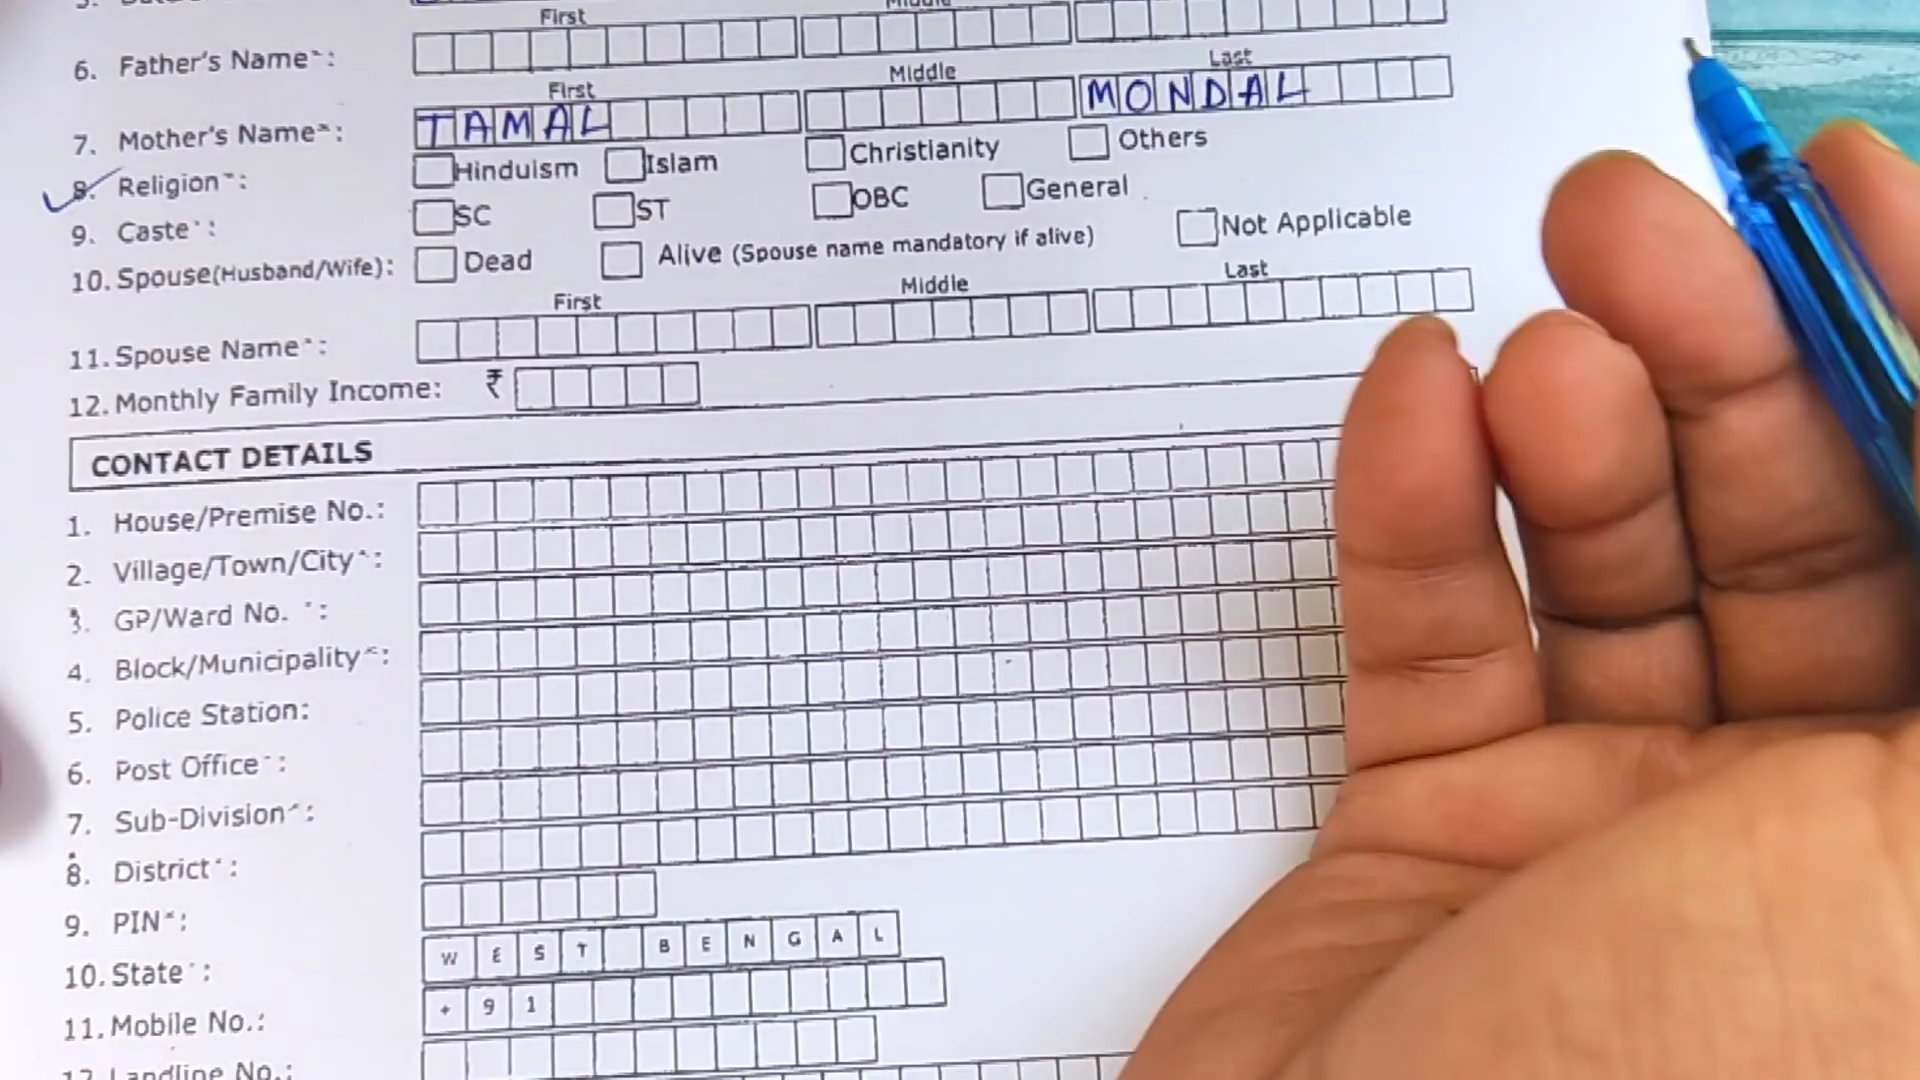 First
6. Father's Name*:
First Middle Last
7. Mother's Name*: TAMAL MONDAL
8. Religion*: Hinduism Islam Christianity Others
9. Caste*: SC ST OBC General
10. Spouse(Husband/Wife): Dead Alive (Spouse name mandatory if alive) Not Applicable
First Middle Last
11. Spouse Name*:
12. Monthly Family Income: ₹
CONTACT DETAILS
1. House/Premise No.:
2. Village/Town/City*:
3. GP/Ward No. *:
4. Block/Municipality*:
5. Police Station:
6. Post Office*:
7. Sub-Division*:
8. District*:
9. PIN*:
10. State*: WEST BENGAL
11. Mobile No.: +91
12. Landline No.: